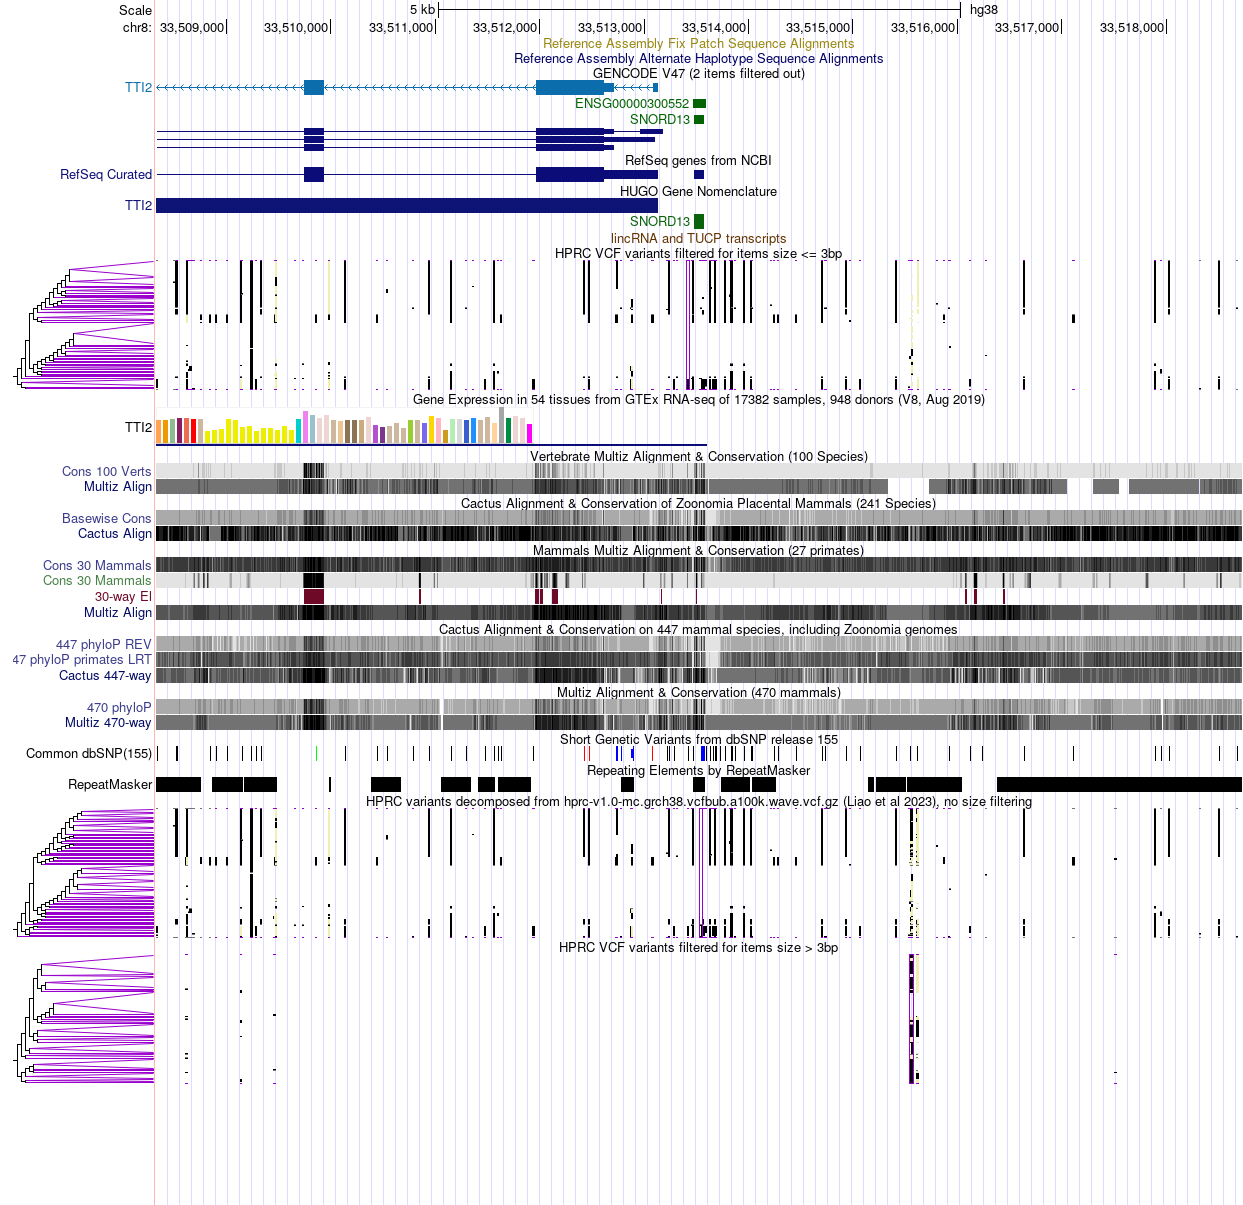 Scale 5 kb hg38
chr8: 33,509,000 33,510,000 33,511,000 33,512,000 33,513,000 33,514,000 33,515,000 33,516,000 33,517,000 33,518,000
Reference Assembly Fix Patch Sequence Alignments
Reference Assembly Alternate Haplotype Sequence Alignments
GENCODE V47 (2 items filtered out)
TTI2
ENSG00000300552
SNORD13
RefSeq genes from NCBI
RefSeq Curated
HUGO Gene Nomenclature
TTI2
SNORD13
lincRNA and TUCP transcripts
HPRC VCF variants filtered for items size <= 3bp
Gene Expression in 54 tissues from GTEx RNA-seq of 17382 samples, 948 donors (V8, Aug 2019)
TTI2
Vertebrate Multiz Alignment & Conservation (100 Species)
Cons 100 Verts
Multiz Align
Cactus Alignment & Conservation of Zoonomia Placental Mammals (241 Species)
Basewise Cons
Cactus Align
Mammals Multiz Alignment & Conservation (27 primates)
Cons 30 Mammals
Cons 30 Mammals
30-way El
Multiz Align
Cactus Alignment & Conservation on 447 mammal species, including Zoonomia genomes
447 phyloP REV
47 phyloP primates LRT
Cactus 447-way
Multiz Alignment & Conservation (470 mammals)
470 phyloP
Multiz 470-way
Short Genetic Variants from dbSNP release 155
Common dbSNP(155)
Repeating Elements by RepeatMasker
RepeatMasker
HPRC variants decomposed from hprc-v1.0-mc.grch38.vcfbub.a100k.wave.vcf.gz (Liao et al 2023), no size filtering
HPRC VCF variants filtered for items size > 3bp